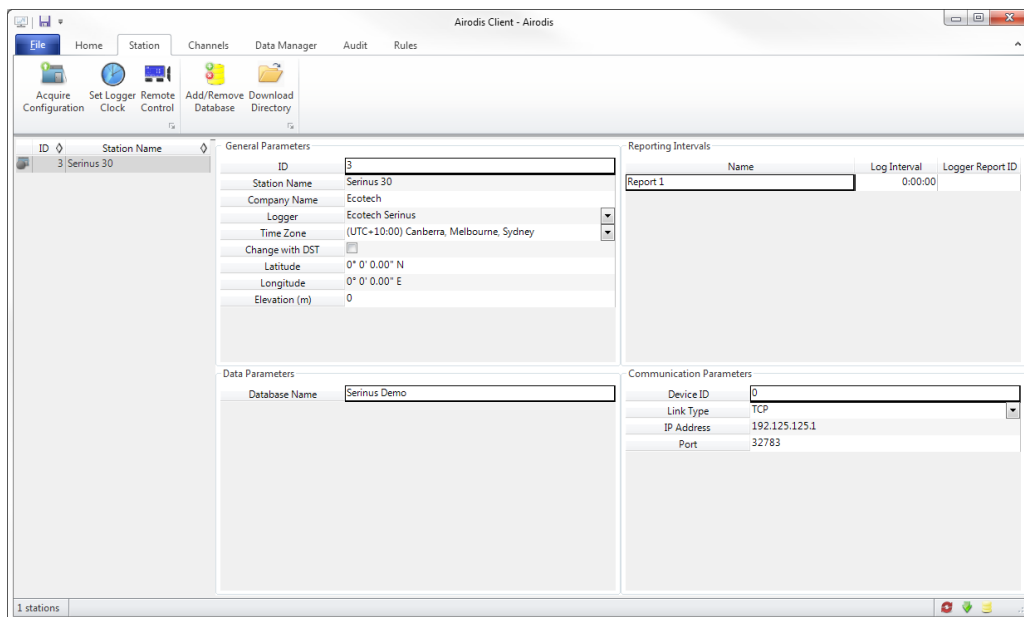 Airodis Client - Airodis
File Home Station Channels Data Manager Audit Rules
Acquire Configuration
Set Logger Clock
Remote Control
Add/Remove Database
Download Directory
ID Station Name
3 Serinus 30
General Parameters
ID 3
Station Name Serinus 30
Company Name Ecotech
Logger Ecotech Serinus
Time Zone (UTC+10:00) Canberra, Melbourne, Sydney
Change with DST
Latitude 0° 0' 0.00" N
Longitude 0° 0' 0.00" E
Elevation (m) 0
Reporting Intervals
Name Log Interval Logger Report ID
Report 1 0:00:00
Data Parameters
Database Name Serinus Demo
Communication Parameters
Device ID 0
Link Type TCP
IP Address 192.125.125.1
Port 32783
1 stations